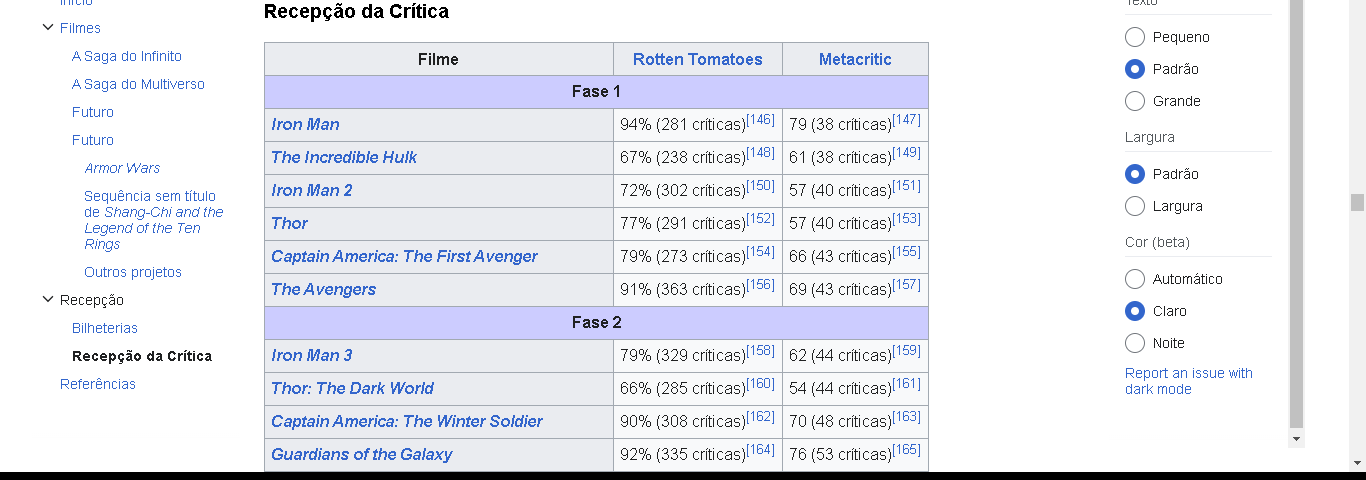 Início
Filmes
A Saga do Infinito
A Saga do Multiverso
Futuro
Futuro
Armor Wars
Sequência sem título
de Shang-Chi and the
Legend of the Ten
Rings
Outros projetos
Recepção
Bilheterias
Recepção da Crítica
Referências
Recepção da Crítica
Filme Rotten Tomatoes Metacritic
Fase 1
Iron Man 94% (281 críticas)[146] 79 (38 críticas)[147]
The Incredible Hulk 67% (238 críticas)[148] 61 (38 críticas)[149]
Iron Man 2 72% (302 críticas)[150] 57 (40 críticas)[151]
Thor 77% (291 críticas)[152] 57 (40 críticas)[153]
Captain America: The First Avenger 79% (273 críticas)[154] 66 (43 críticas)[155]
The Avengers 91% (363 críticas)[156] 69 (43 críticas)[157]
Fase 2
Iron Man 3 79% (329 críticas)[158] 62 (44 críticas)[159]
Thor: The Dark World 66% (285 críticas)[160] 54 (44 críticas)[161]
Captain America: The Winter Soldier 90% (308 críticas)[162] 70 (48 críticas)[163]
Guardians of the Galaxy 92% (335 críticas)[164] 76 (53 críticas)[165]
Texto
Pequeno
Padrão
Grande
Largura
Padrão
Largura
Cor (beta)
Automático
Claro
Noite
Report an issue with
dark mode